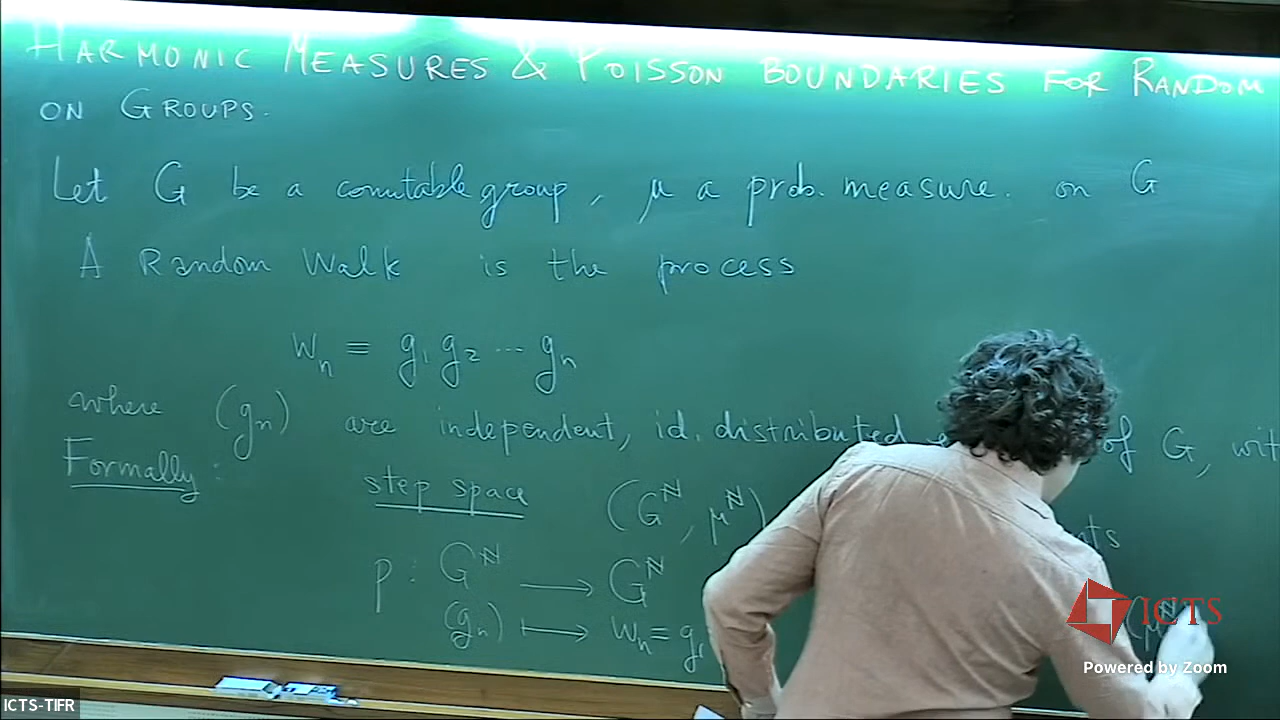 HARMONIC MEASURES & POISSON BOUNDARIES FOR RANDOM
ON GROUPS.
Let G be a countable group, μ a prob. measure. on G
A Random Walk is the process
w_n = g_1 g_2 ... g_n
where (g_n) are independent, id. distributed of G, wit
Formally: step space (G^ℕ, μ^ℕ)
p: G^ℕ ⟶ G^ℕ
(g_n) ⟼ w_n = g_1
(μ^ℕ
ICTS
Powered by Zoom
ICTS-TIFR